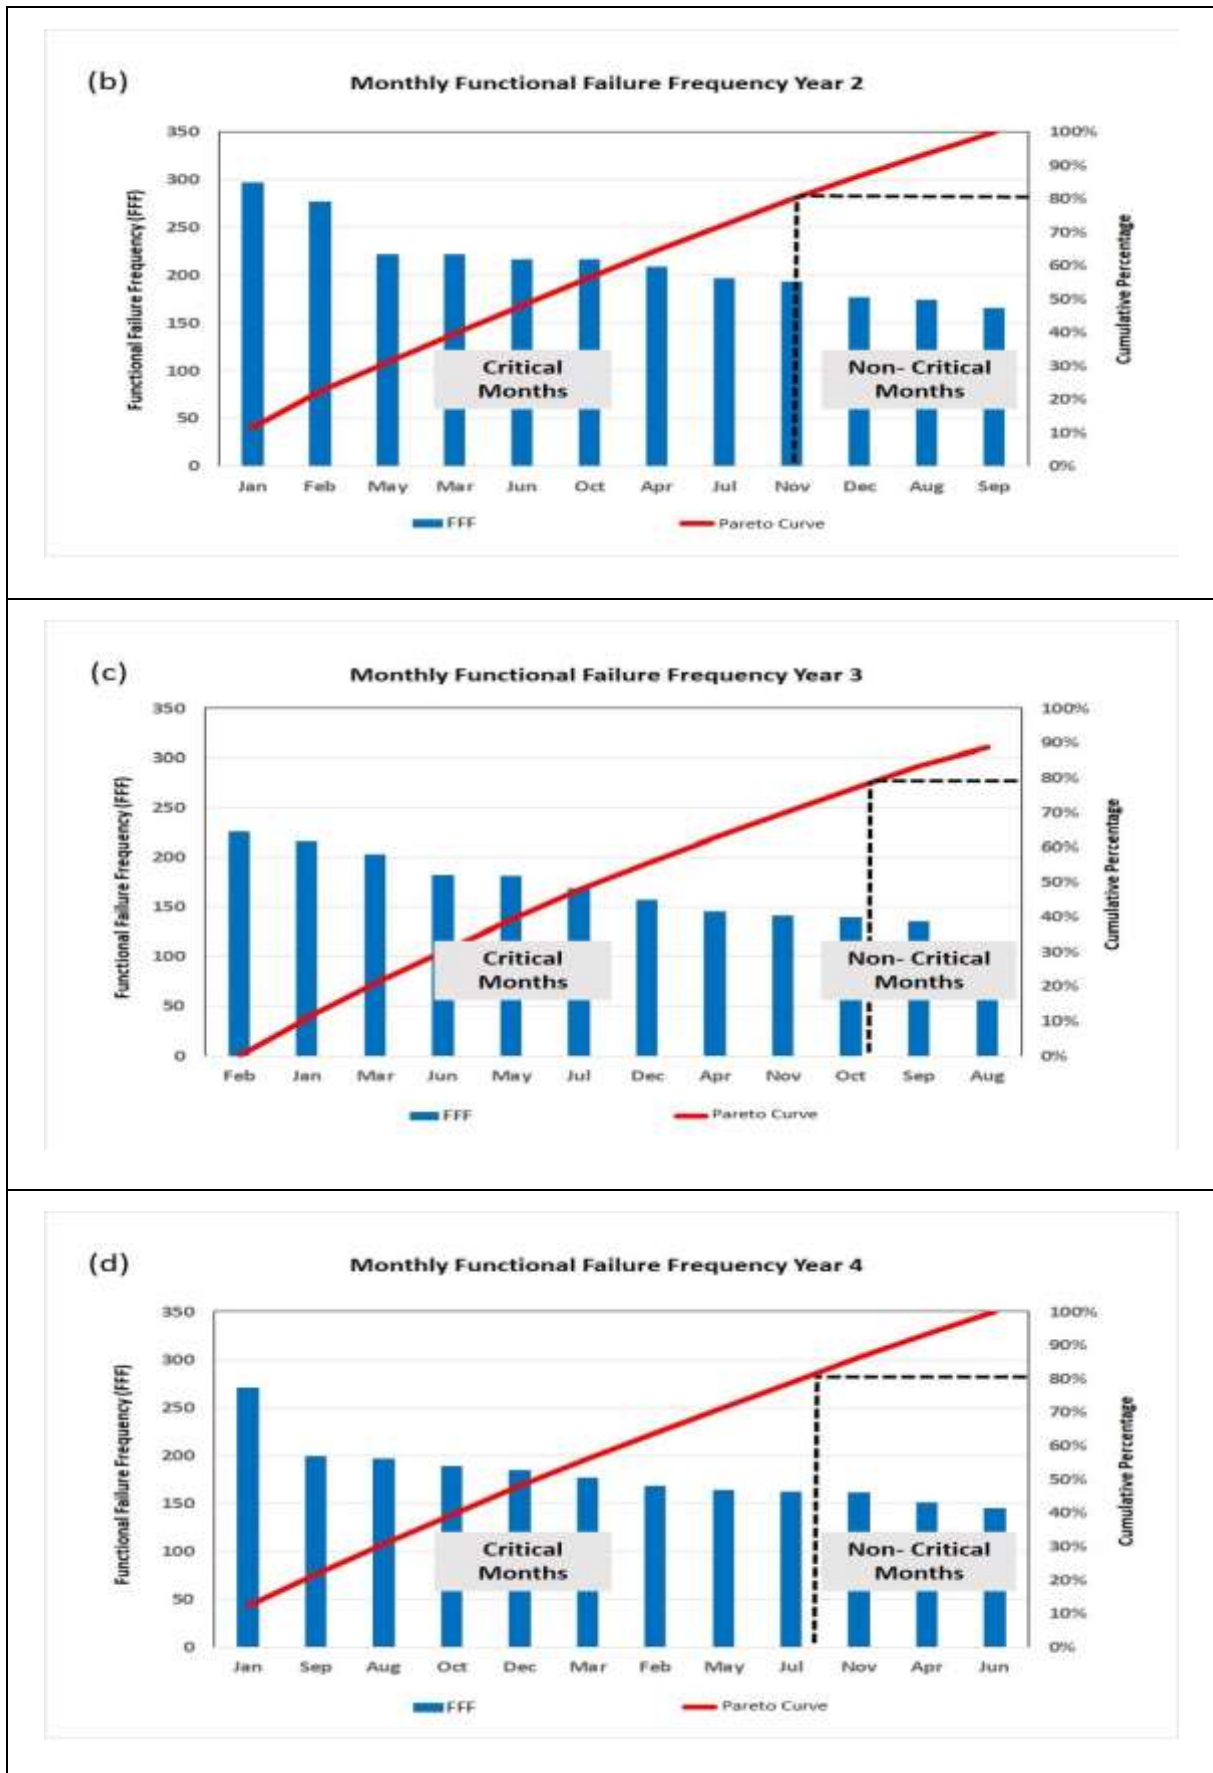 (b)
Monthly Functional Failure Frequency Year 2
Functional Failure Frequency (FFF)
350
300
250
200
150
100
50
0
100%
90%
80%
70%
60%
50%
40%
30%
20%
10%
0%
Cumulative Percentage
Critical
Months
Non- Critical
Months
Jan Feb May Mar Jun Oct Apr Jul Nov Dec Aug Sep
FFF Pareto Curve
(c)
Monthly Functional Failure Frequency Year 3
Functional Failure Frequency (FFF)
350
300
250
200
150
100
50
0
100%
90%
80%
70%
60%
50%
40%
30%
20%
10%
0%
Cumulative Percentage
Critical
Months
Non- Critical
Months
Feb Jan Mar Jun May Jul Dec Apr Nov Oct Sep Aug
FFF Pareto Curve
(d)
Monthly Functional Failure Frequency Year 4
Functional Failure Frequency (FFF)
350
300
250
200
150
100
50
0
100%
90%
80%
70%
60%
50%
40%
30%
20%
10%
0%
Cumulative Percentage
Critical
Months
Non- Critical
Months
Jan Sep Aug Oct Dec Mar Feb May Jul Nov Apr Jun
FFF Pareto Curve